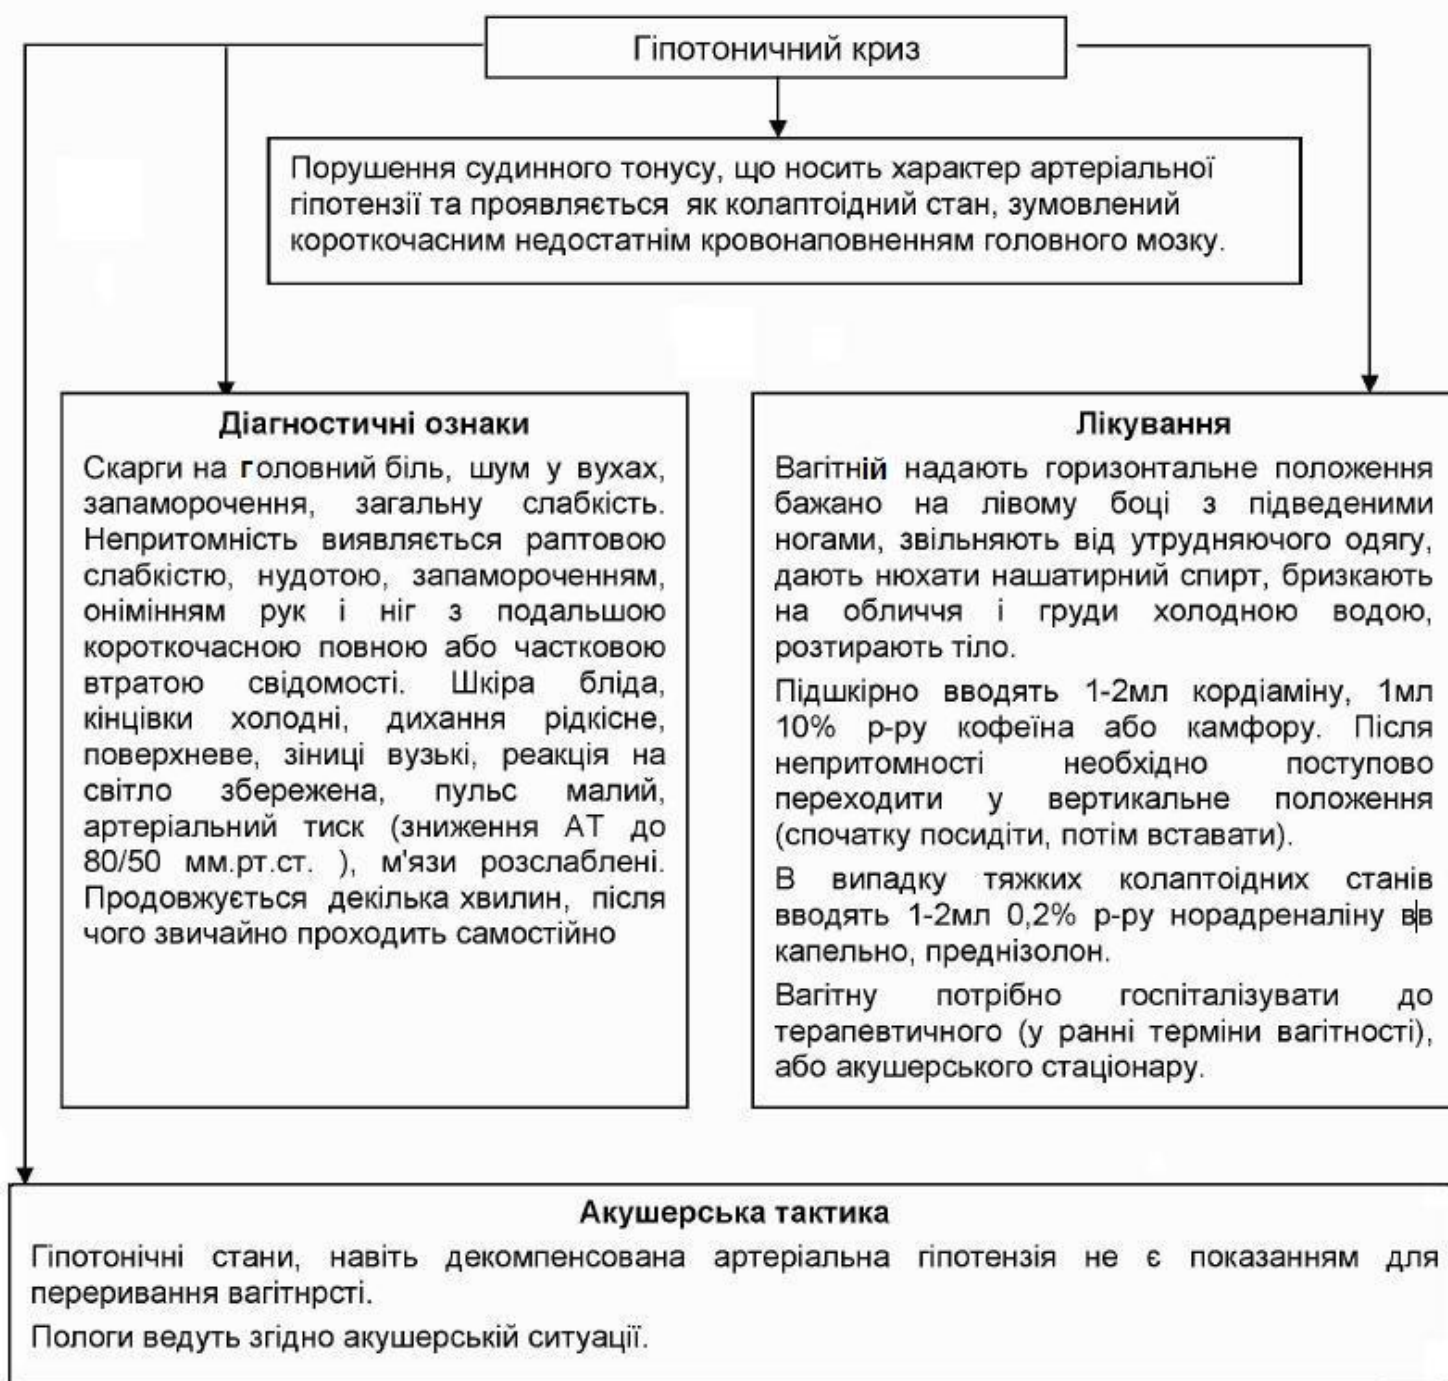 Гіпотоничний криз
Порушення судинного тонусу, що носить характер артеріальної
гіпотензії та проявляється як колаптоідний стан, зумовлений
короткочасним недостатнім кровонаповненням головного мозку.
Діагностичні ознаки
Скарги на головний біль, шум у вухах,
запаморочення, загальну слабкість.
Непритомність виявляється раптовою
слабкістю, нудотою, запамороченням,
онімінням рук і ніг з подальшою
короткочасною повною або частковою
втратою свідомості. Шкіра бліда,
кінцівки холодні, дихання рідкісне,
поверхневе, зіниці вузькі, реакція на
світло збережена, пульс малий,
артеріальний тиск (зниження АТ до
80/50 мм.рт.ст. ), м'язи розслаблені.
Продовжується декілька хвилин, після
чого звичайно проходить самостійно
Лікування
Вагітній надають горизонтальне положення
бажано на лівому боці з підведеними
ногами, звільняють від утрудняючого одягу,
дають нюхати нашатирний спирт, бризкають
на обличчя і груди холодною водою,
розтирають тіло.
Підшкірно вводять 1-2мл кордіаміну, 1мл
10% р-ру кофеїна або камфору. Після
непритомності необхідно поступово
переходити у вертикальне положення
(спочатку посидіти, потім вставати).
В випадку тяжких колаптоідних станів
вводять 1-2мл 0,2% р-ру норадреналіну вв
капельно, преднізолон.
Вагітну потрібно госпіталізувати до
терапевтичного (у ранні терміни вагітності),
або акушерського стаціонару.
Акушерська тактика
Гіпотонічні стани, навіть декомпенсована артеріальна гіпотензія не є показанням для
переривання вагітнрсті.
Пологи ведуть згідно акушерській ситуації.